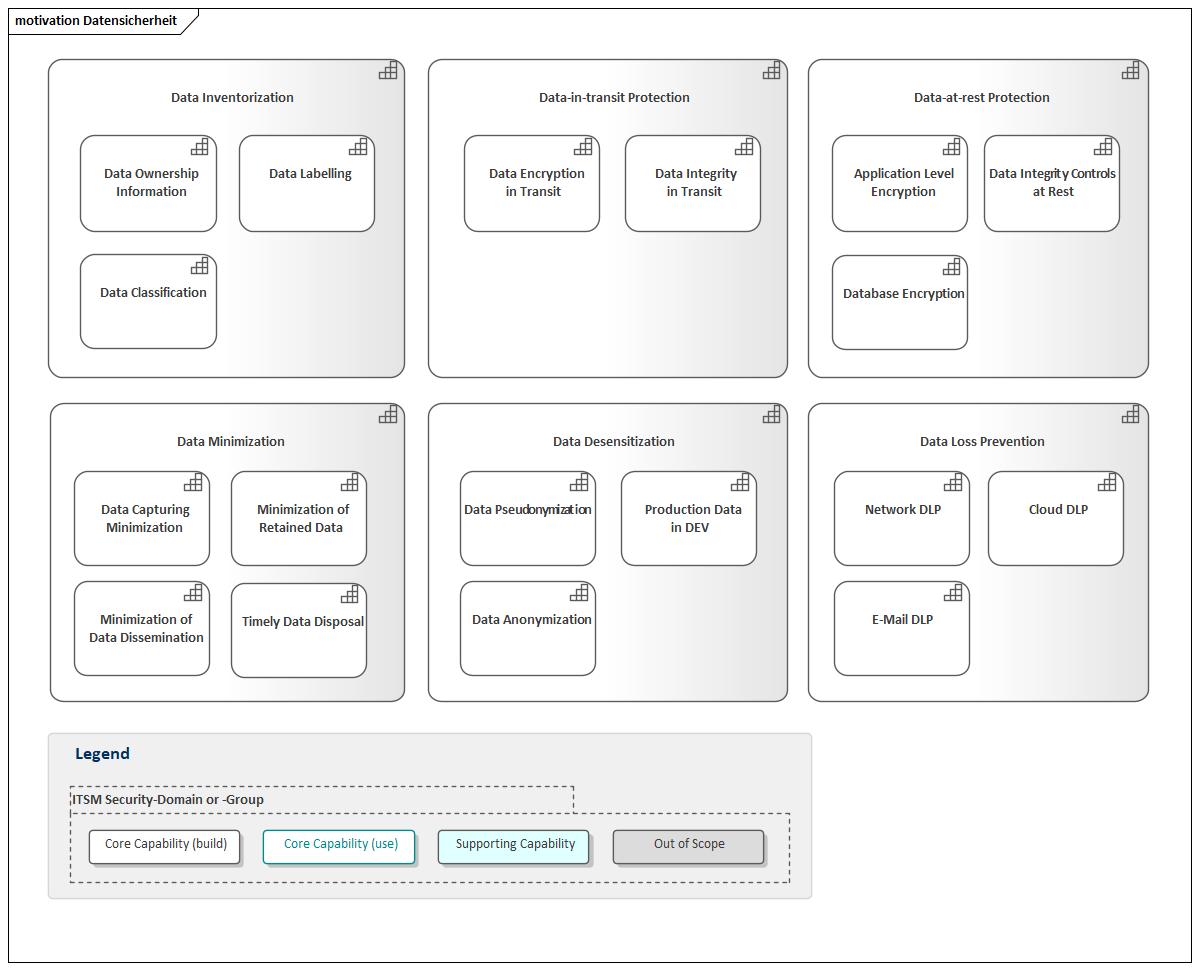 motivation Datensicherheit
Data Inventorization
Data Ownership
Information
Data Labelling
Data Classification
Data-in-transit Protection
Data Encryption
in Transit
Data Integrity
in Transit
Data-at-rest Protection
Application Level
Encryption
Data Integrity Controls
at Rest
Database Encryption
Data Minimization
Data Capturing
Minimization
Minimization of
Retained Data
Minimization of
Data Dissemination
Timely Data Disposal
Data Desensitization
Data Pseudonymization
Production Data
in DEV
Data Anonymization
Data Loss Prevention
Network DLP
Cloud DLP
E-Mail DLP
Legend
ITSM Security-Domain or -Group
Core Capability (build)
Core Capability (use)
Supporting Capability
Out of Scope